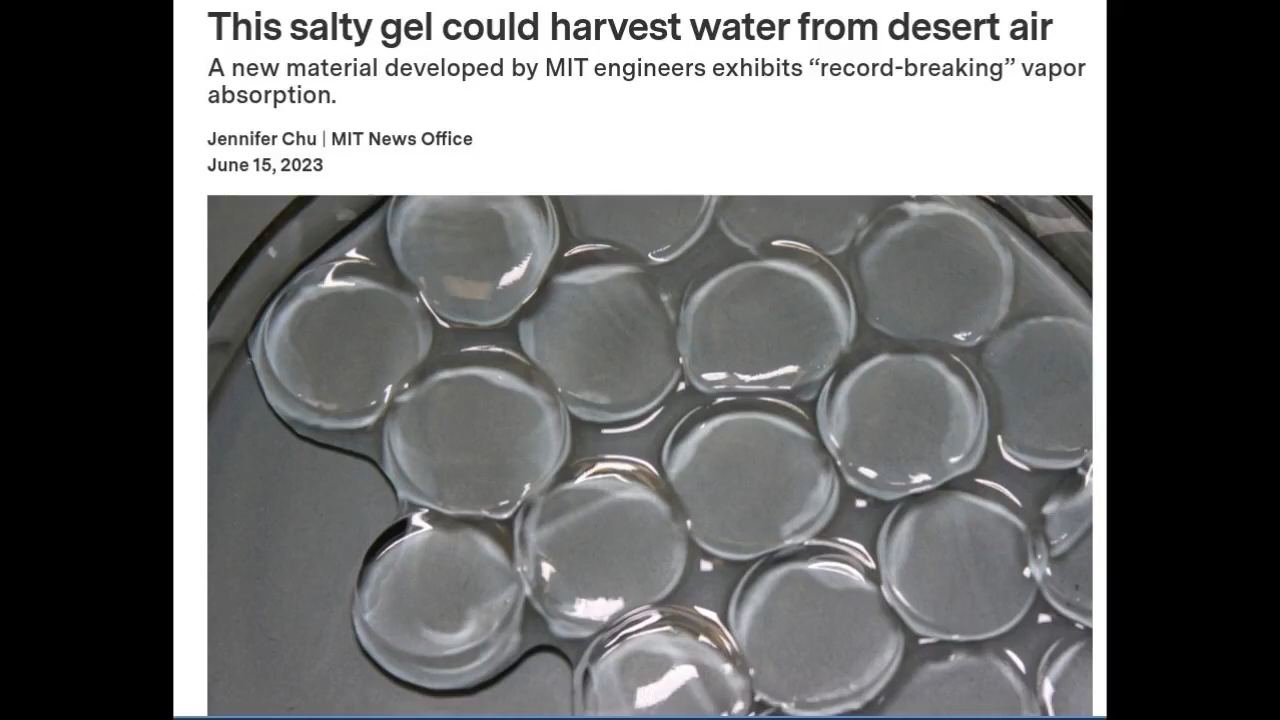 This salty gel could harvest water from desert air
A new material developed by MIT engineers exhibits “record-breaking” vapor
absorption.
Jennifer Chu | MIT News Office
June 15, 2023